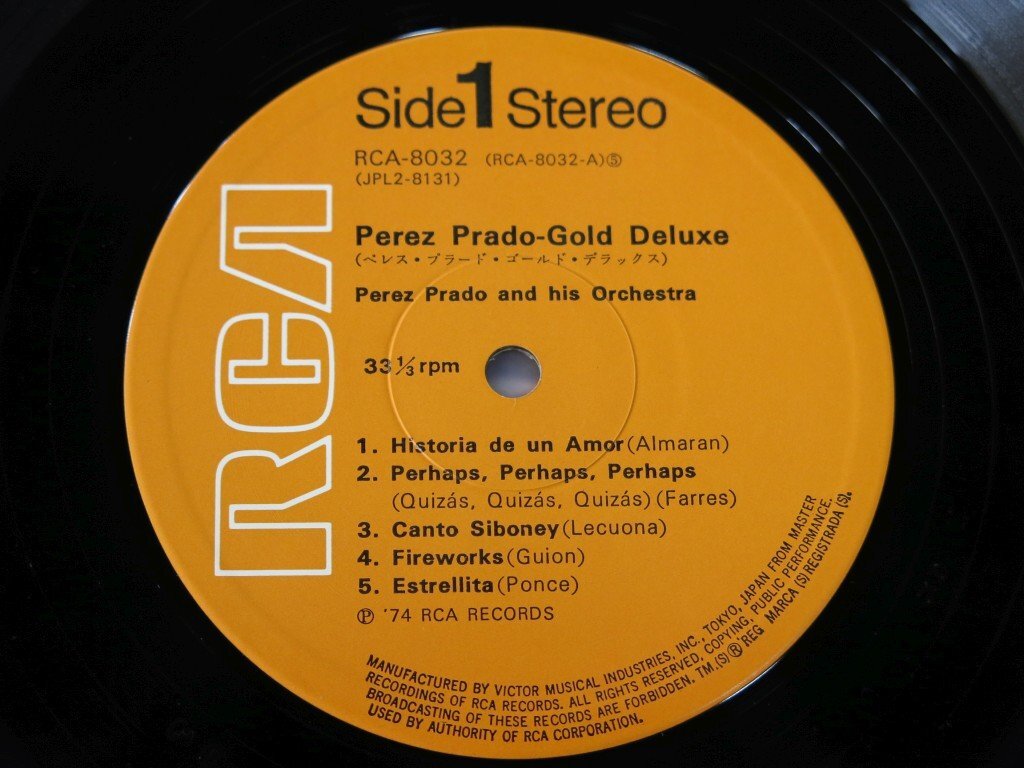 Side 1 Stereo
RCA-8032 (RCA-8032-A)⑤
(JPL2-8131)
RCA
Perez Prado-Gold Deluxe
(ペレス・プラード・ゴールド・デラックス)
Perez Prado and his Orchestra
33 1/3 rpm
1. Historia de un Amor (Almaran)
2. Perhaps, Perhaps, Perhaps
(Quizás, Quizás, Quizás) (Farres)
3. Canto Siboney (Lecuona)
4. Fireworks (Guion)
5. Estrellita (Ponce)
℗ '74 RCA RECORDS
MANUFACTURED BY VICTOR MUSICAL INDUSTRIES, INC., TOKYO, JAPAN FROM MASTER
RECORDINGS OF RCA RECORDS. ALL RIGHTS RESERVED, COPYING, PUBLIC PERFORMANCE,
BROADCASTING OF THESE RECORDS ARE FORBIDDEN. TM.(S)® REG MARCA (S) REGISTRADA (S).
USED BY AUTHORITY OF RCA CORPORATION.